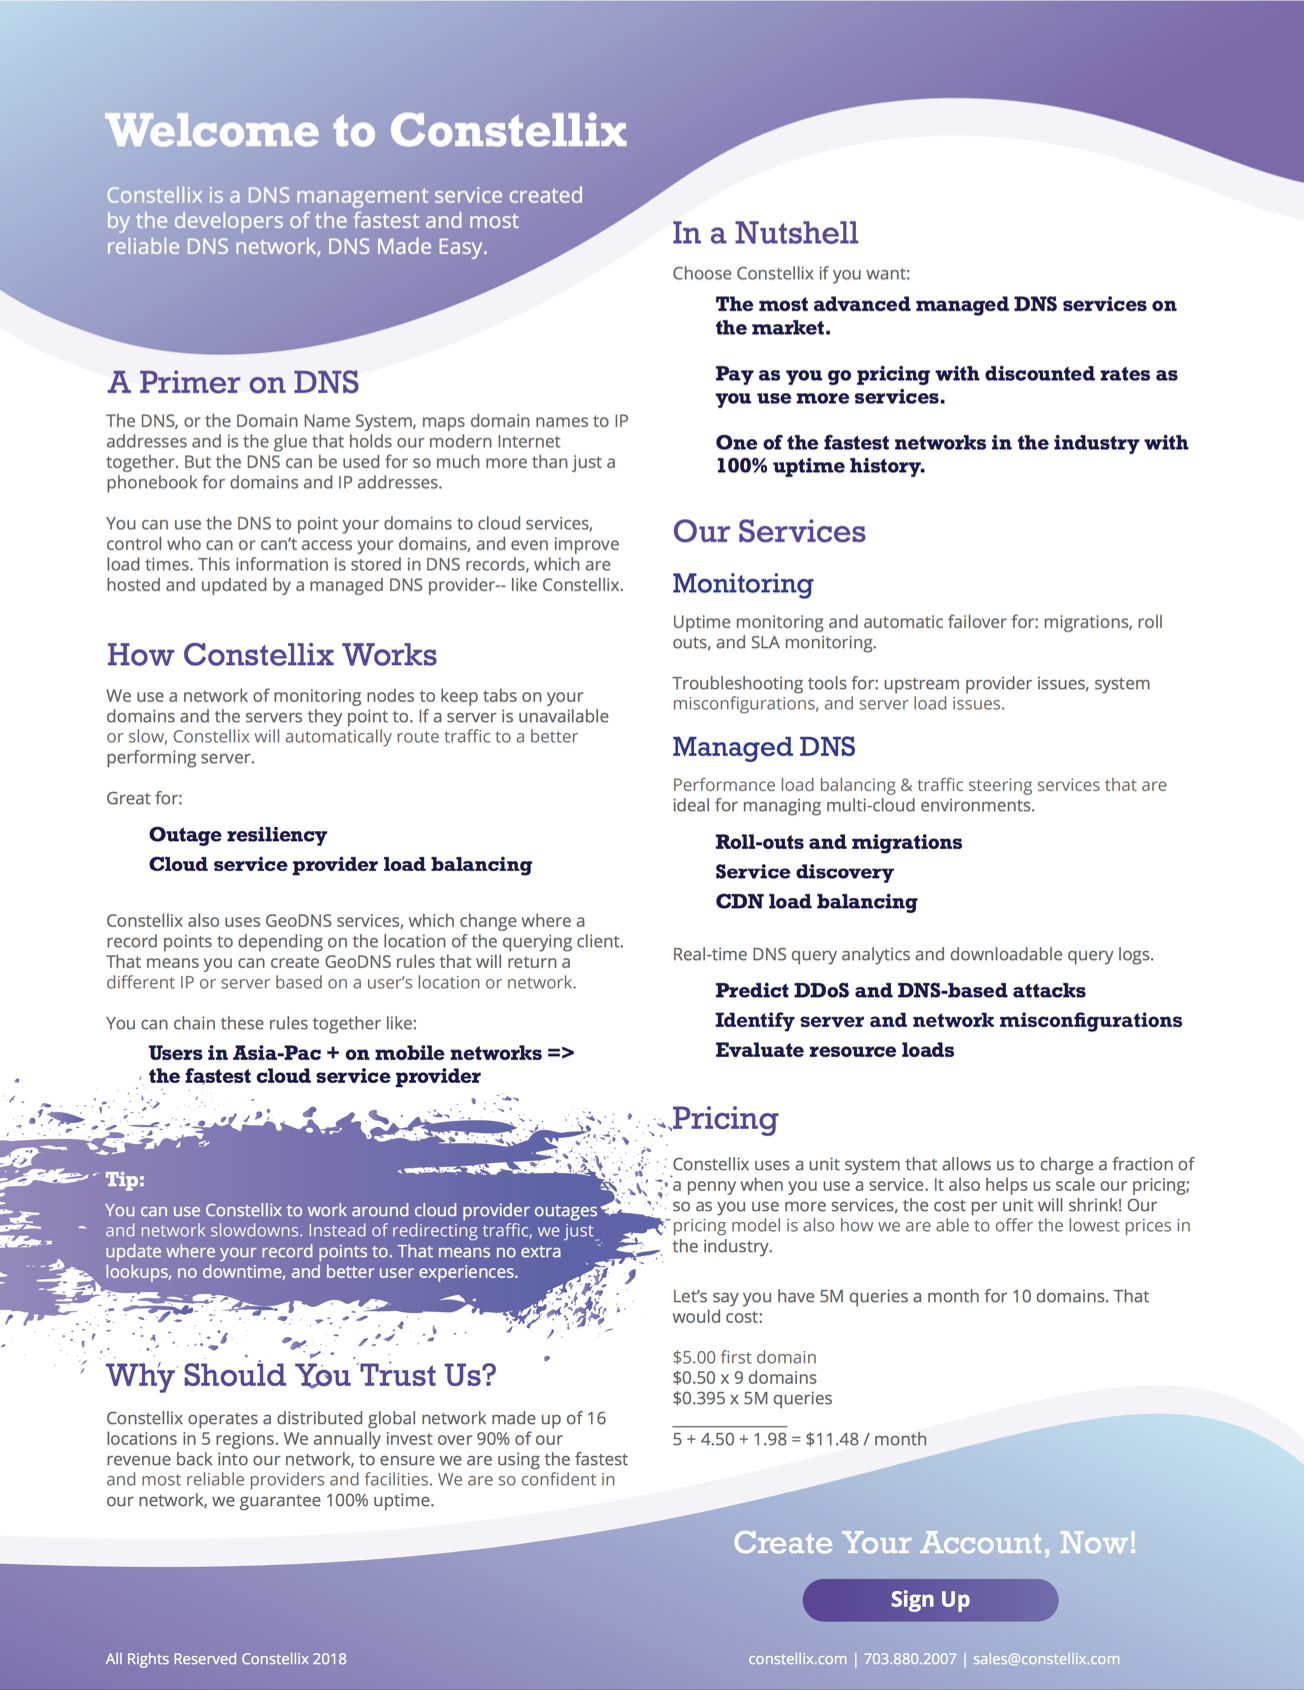 Welcome to Constellix
Constellix is a DNS management service created
by the developers of the fastest and most
reliable DNS network, DNS Made Easy.
A Primer on DNS
The DNS, or the Domain Name System, maps domain names to IP
addresses and is the glue that holds our modern Internet
together. But the DNS can be used for so much more than just a
phonebook for domains and IP addresses.
You can use the DNS to point your domains to cloud services,
control who can or can't access your domains, and even improve
load times. This information is stored in DNS records, which are
hosted and updated by a managed DNS provider-- like Constellix.
How Constellix Works
We use a network of monitoring nodes to keep tabs on your
domains and the servers they point to. If a server is unavailable
or slow, Constellix will automatically route traffic to a better
performing server.
Great for:
Outage resiliency
Cloud service provider load balancing
Constellix also uses GeoDNS services, which change where a
record points to depending on the location of the querying client.
That means you can create GeoDNS rules that will return a
different IP or server based on a user's location or network.
You can chain these rules together like:
Users in Asia-Pac + on mobile networks =>
the fastest cloud service provider
Tip:
You can use Constellix to work around cloud provider outages
and network slowdowns. Instead of redirecting traffic, we just
update where your record points to. That means no extra
lookups, no downtime, and better user experiences.
Why Should You Trust Us?
Constellix operates a distributed global network made up of 16
locations in 5 regions. We annually invest over 90% of our
revenue back into our network, to ensure we are using the fastest
and most reliable providers and facilities. We are so confident in
our network, we guarantee 100% uptime.
In a Nutshell
Choose Constellix if you want:
The most advanced managed DNS services on
the market.
Pay as you go pricing with discounted rates as
you use more services.
One of the fastest networks in the industry with
100% uptime history.
Our Services
Monitoring
Uptime monitoring and automatic failover for: migrations, roll
outs, and SLA monitoring.
Troubleshooting tools for: upstream provider issues, system
misconfigurations, and server load issues.
Managed DNS
Performance load balancing & traffic steering services that are
ideal for managing multi-cloud environments.
Roll-outs and migrations
Service discovery
CDN load balancing
Real-time DNS query analytics and downloadable query logs.
Predict DDoS and DNS-based attacks
Identify server and network misconfigurations
Evaluate resource loads
Pricing
Constellix uses a unit system that allows us to charge a fraction of
a penny when you use a service. It also helps us scale our pricing;
so as you use more services, the cost per unit will shrink! Our
pricing model is also how we are able to offer the lowest prices in
the industry.
Let's say you have 5M queries a month for 10 domains. That
would cost:
$5.00 first domain
$0.50 x 9 domains
$0.395 x 5M queries
5 + 4.50 + 1.98 = $11.48 / month
Create Your Account, Now!
Sign Up
All Rights Reserved Constellix 2018
constellix.com | 703.880.2007 | sales@constellix.com